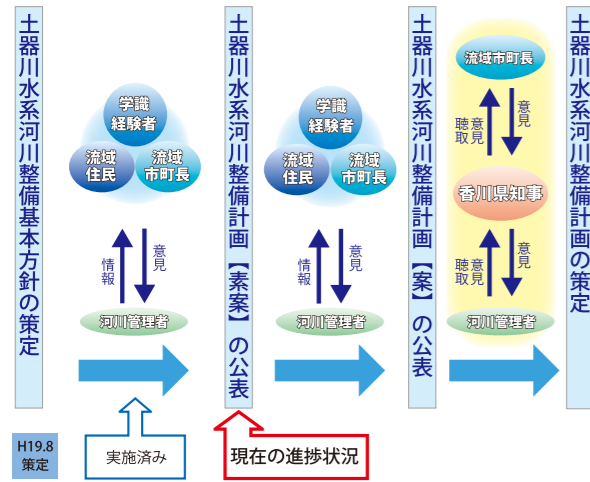 土器川水系河川整備基本方針の策定
学識
経験者
流域
住民
流域
市町長
情報
意見
河川管理者
土器川水系河川整備計画【素案】の公表
学識
経験者
流域
住民
流域
市町長
情報
意見
河川管理者
土器川水系河川整備計画【案】の公表
流域市町長
意見
聴取
意見
香川県知事
意見
聴取
意見
河川管理者
土器川水系河川整備計画の策定
H19.8
策定
実施済み
現在の進捗状況